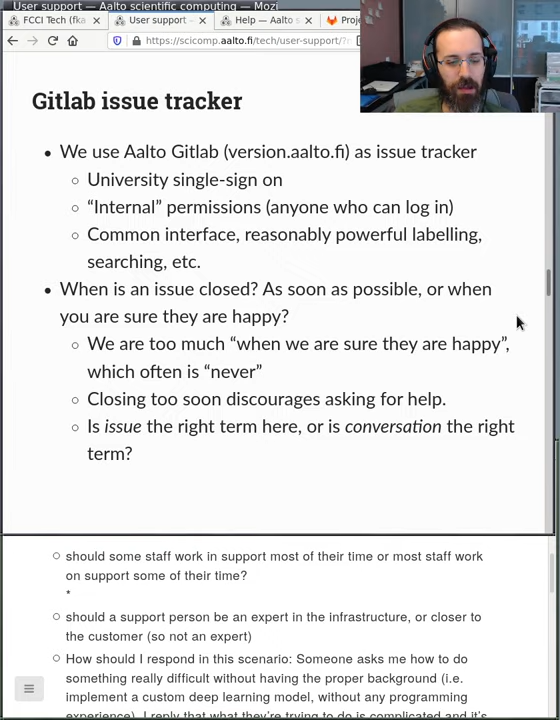 User support — Aalto scientific computing — Mozi
FCCI Tech (fka
User support —
Help — Aalto s
Proje
https://scicomp.aalto.fi/tech/user-support/?
Gitlab issue tracker
• We use Aalto Gitlab (version.aalto.fi) as issue tracker
○ University single-sign on
○ “Internal” permissions (anyone who can log in)
○ Common interface, reasonably powerful labelling,
searching, etc.
• When is an issue closed? As soon as possible, or when
you are sure they are happy?
○ We are too much “when we are sure they are happy”,
which often is “never”
○ Closing too soon discourages asking for help.
○ Is issue the right term here, or is conversation the right
term?
○ should some staff work in support most of their time or most staff work
on support some of their time?
*
○ should a support person be an expert in the infrastructure, or closer to
the customer (so not an expert)
○ How should I respond in this scenario: Someone asks me how to do
something really difficult without having the proper background (i.e.
implement a custom deep learning model, without any programming
experience). I reply that what they're trying to do is complicated and it's